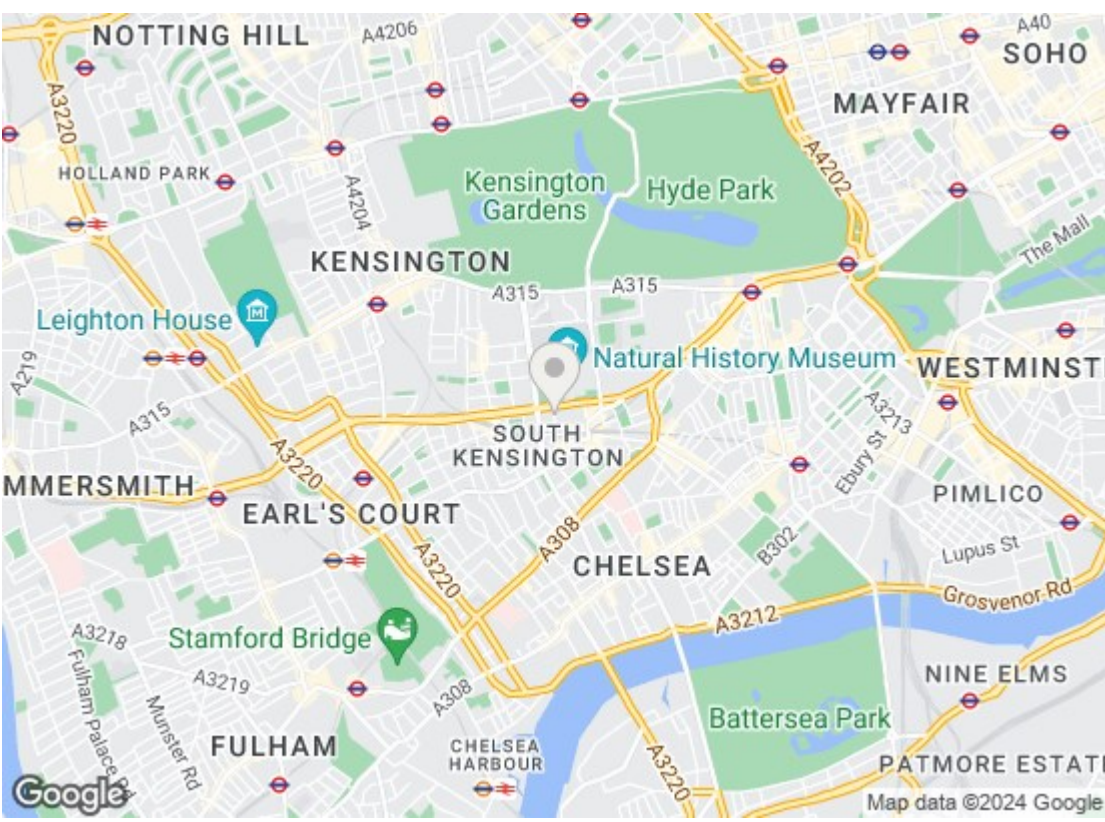 NOTTING HILL
A4206
A40
SOHO
A3220
MAYFAIR
HOLLAND PARK
A4204
Kensington
Gardens
Hyde Park
A4202
The Mall
KENSINGTON
A315
A315
Leighton House
Natural History Museum
WESTMINST
A219
A315
A3213
SOUTH
KENSINGTON
Ebury St
A3220
MMERSMITH
EARL'S COURT
PIMLICO
A308
B302
Lupus St
CHELSEA
A3220
Grosvenor Rd
A3212
A3218
Stamford Bridge
Fulham Palace Rd
A3219
Munster Rd
A308
NINE ELMS
Battersea Park
FULHAM
CHELSEA
HARBOUR
A3220
PATMORE ESTAT
Google
Map data ©2024 Google